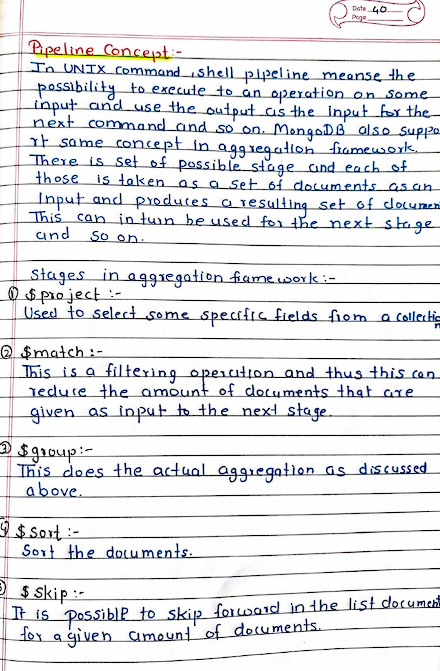 Date 40
Page
Pipeline Concept:-
In UNIX command, shell pipeline meanse the
possibility to execute to an operation on some
input and use the output as the input for the
next command and so on. MongoDB also suppo
rt same concept in aggregation framework.
There is set of possible stage and each of
those is taken as a set of documents as an
input and produces a resulting set of documen
This can in turn be used for the next stage
and so on.
Stages in aggregation framework:-
① $project :-
Used to select some specific fields from a collectio
n
② $match :-
This is a filtering operation and thus this can
reduce the amount of documents that are
given as input to the next stage.
③ $group:-
This does the actual aggregation as discussed
above.
④ $sort :-
Sort the documents.
$skip :-
It is possible to skip forward in the list document
for a given amount of documents.